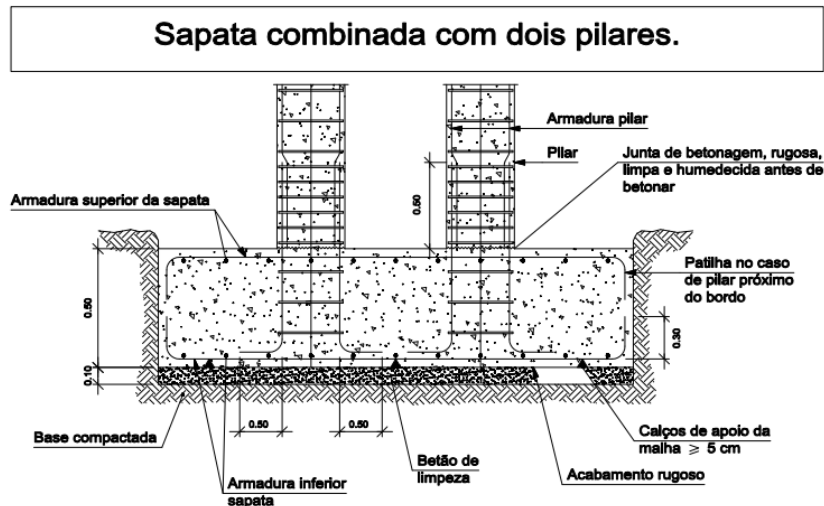 Sapata combinada com dois pilares.
Armadura pilar
Pilar
Junta de betonagem, rugosa,
limpa e humedecida antes de
betonar
Armadura superior da sapata
0.50
Patilha no caso
de pilar próximo
do bordo
0.50
0.30
0.10
0.50
0.50
Base compactada
Armadura inferior
sapata
Betão de
limpeza
Calços de apoio da
malha ≥ 5 cm
Acabamento rugoso